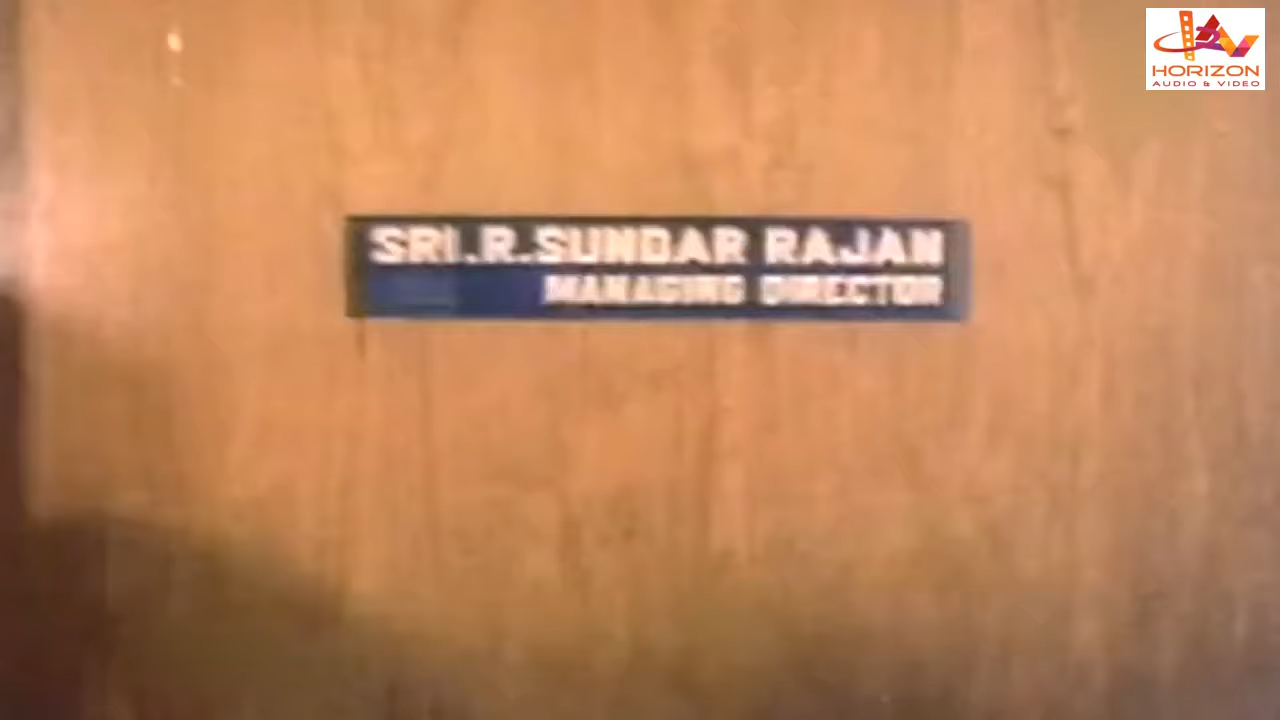 HORIZON
AUDIO & VIDEO
SRI.R.SUNDAR RAJAN
MANAGING DIRECTOR